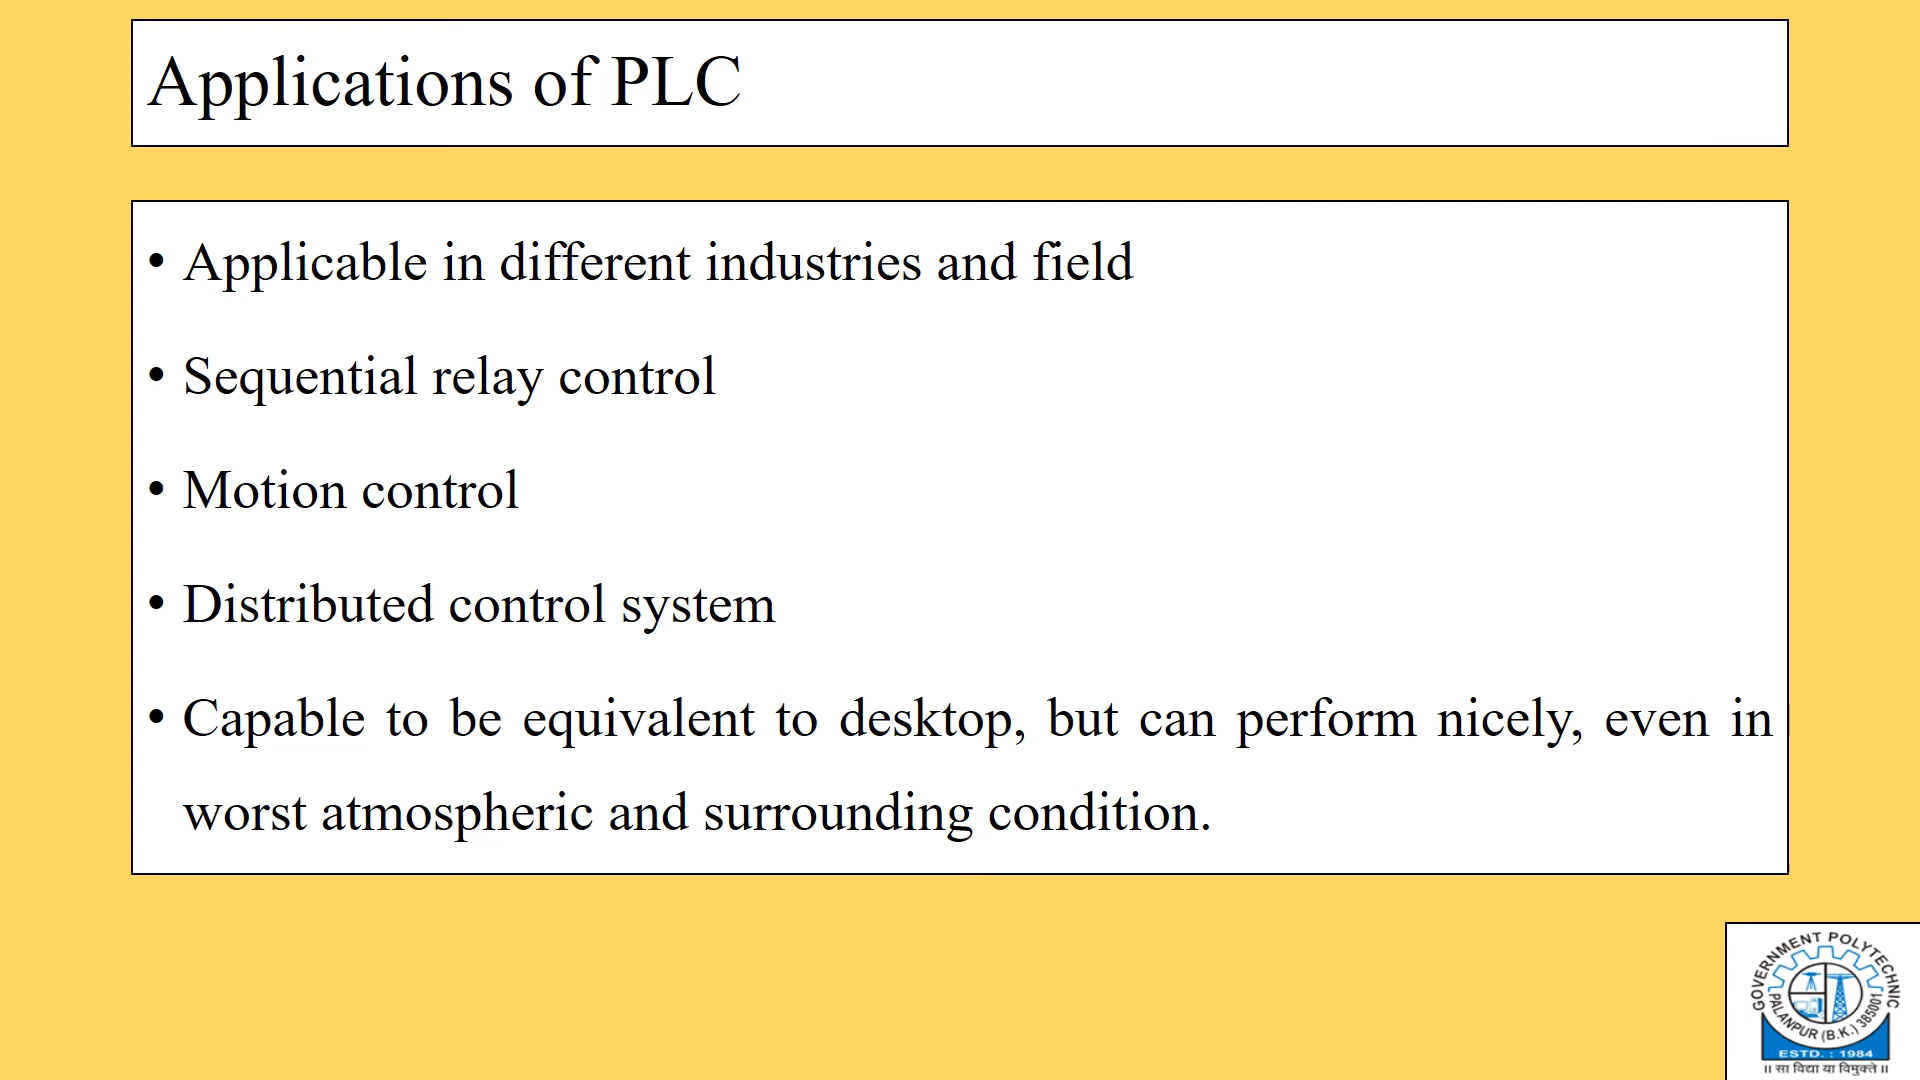 Applications of PLC
• Applicable in different industries and field
• Sequential relay control
• Motion control
• Distributed control system
• Capable to be equivalent to desktop, but can perform nicely, even in
worst atmospheric and surrounding condition.
GOVERNMENT POLYTECHNIC
PALANPUR (B.K.) 385001
ESTD. : 1984
॥ सा विद्या या विमुक्ते ॥